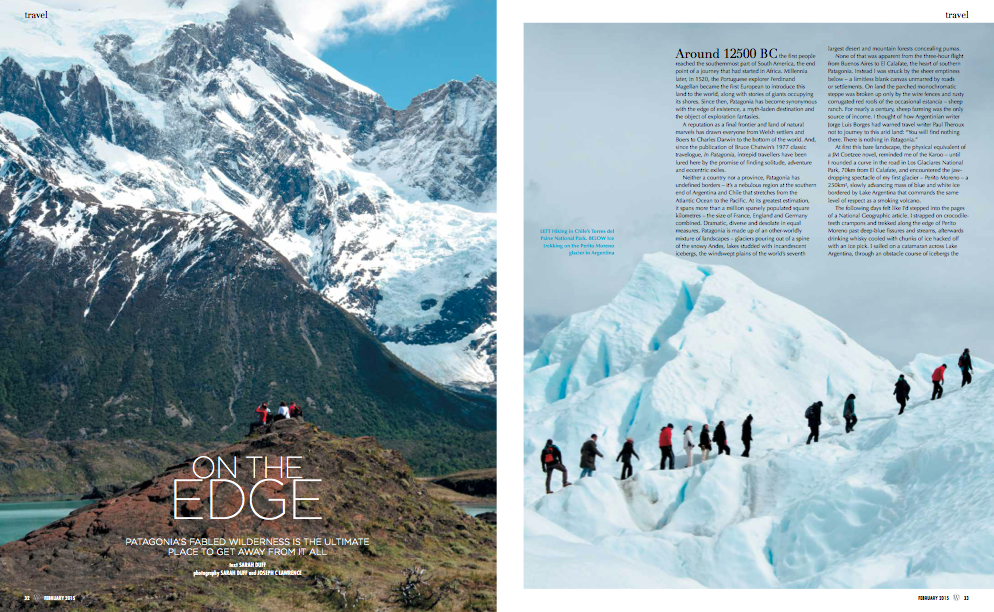 travel
ON THE
EDGE
PATAGONIA'S FABLED WILDERNESS IS THE ULTIMATE
PLACE TO GET AWAY FROM IT ALL
text SARAH DUFF
photography SARAH DUFF and JOSEPH C LAWRENCE
32 W FEBRUARY 2015
travel
LEFT Hiking in Chile's Torres del
Paine National Park. BELOW Ice
trekking on the Perito Moreno
glacier in Argentina
Around 12500 BC the first people
reached the southernmost part of South America, the end
point of a journey that had started in Africa. Millennia
later, in 1520, the Portuguese explorer Ferdinand
Magellan became the first European to introduce this
land to the world, along with stories of giants occupying
its shores. Since then, Patagonia has become synonymous
with the edge of existence, a myth-laden destination and
the object of exploration fantasies.
A reputation as a final frontier and land of natural
marvels has drawn everyone from Welsh settlers and
Boers to Charles Darwin to the bottom of the world. And,
since the publication of Bruce Chatwin's 1977 classic
travelogue, In Patagonia, intrepid travellers have been
lured here by the promise of finding solitude, adventure
and eccentric exiles.
Neither a country nor a province, Patagonia has
undefined borders – it's a nebulous region at the southern
end of Argentina and Chile that stretches from the
Atlantic Ocean to the Pacific. At its greatest estimation,
it spans more than a million sparsely populated square
kilometres – the size of France, England and Germany
combined. Dramatic, diverse and desolate in equal
measures, Patagonia is made up of an other-worldly
mixture of landscapes – glaciers pouring out of a spine
of the snowy Andes, lakes studded with incandescent
icebergs, the windswept plains of the world's seventh
largest desert and mountain forests concealing pumas.
None of that was apparent from the three-hour flight
from Buenos Aires to El Calafate, the heart of southern
Patagonia. Instead I was struck by the sheer emptiness
below – a limitless blank canvas unmarred by roads
or settlements. On land the parched monochromatic
steppe was broken up only by the wire fences and rusty
corrugated red roofs of the occasional estancia – sheep
ranch. For nearly a century, sheep farming was the only
source of income. I thought of how Argentinian writer
Jorge Luis Borges had warned travel writer Paul Theroux
not to journey to this arid land: "You will find nothing
there. There is nothing in Patagonia."
At first this bare landscape, the physical equivalent of
a JM Coetzee novel, reminded me of the Karoo – until
I rounded a curve in the road in Los Glaciares National
Park, 70km from El Calafate, and encountered the jaw-
dropping spectacle of my first glacier – Perito Moreno – a
250km², slowly advancing mass of blue and white ice
bordered by Lake Argentina that commands the same
level of respect as a smoking volcano.
The following days felt like I'd stepped into the pages
of a National Geographic article. I strapped on crocodile-
teeth crampons and trekked along the edge of Perito
Moreno past deep-blue fissures and streams, afterwards
drinking whisky cooled with chunks of ice hacked off
with an ice pick. I sailed on a catamaran across Lake
Argentina, through an obstacle course of icebergs the
FEBRUARY 2015 W 33